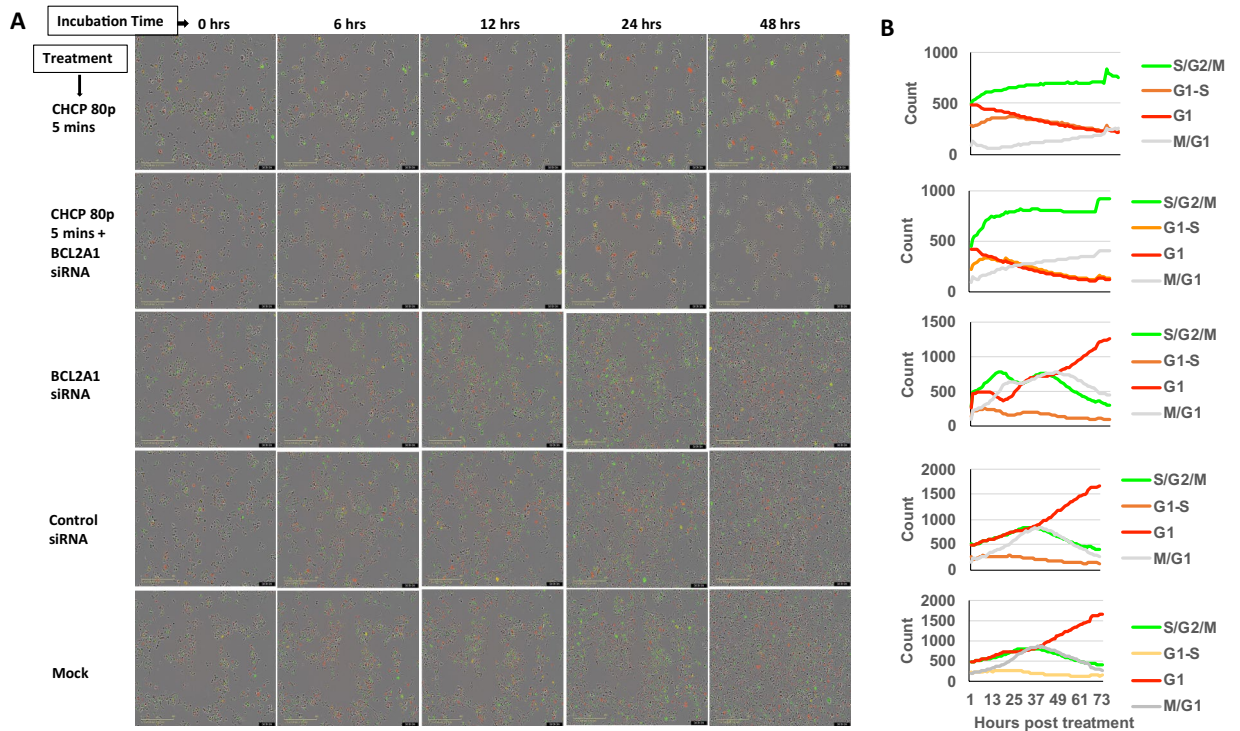 A
Incubation Time
0 hrs
6 hrs
12 hrs
24 hrs
48 hrs
Treatment
CHCP 80p
5 mins
CHCP 80p
5 mins +
BCL2A1
siRNA
BCL2A1
siRNA
Control
siRNA
Mock
B
1000
500
0
Count
S/G2/M
G1-S
G1
M/G1
1000
500
0
Count
S/G2/M
G1-S
G1
M/G1
1500
1000
500
0
Count
S/G2/M
G1-S
G1
M/G1
2000
1500
1000
500
0
Count
S/G2/M
G1-S
G1
M/G1
2000
1500
1000
500
0
Count
S/G2/M
G1-S
G1
M/G1
1 13 25 37 49 61 73
Hours post treatment